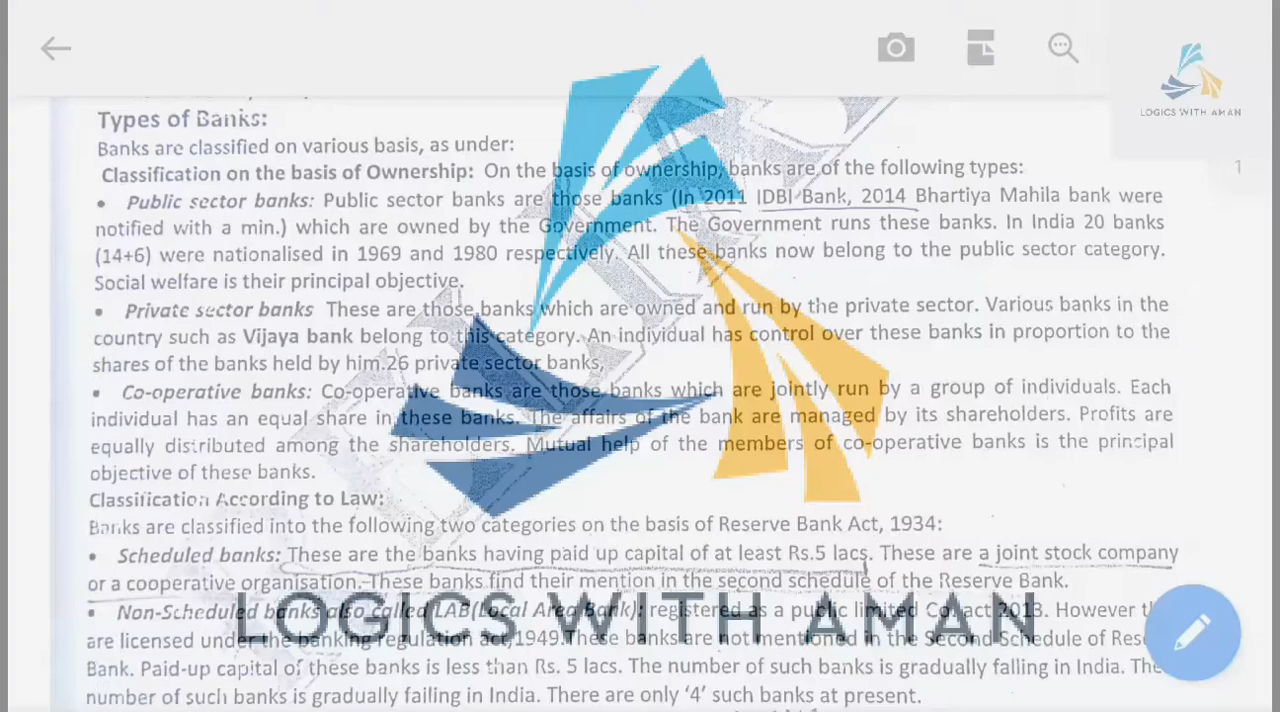 LOGICS WITH AMAN
1
Types of Banks:
Banks are classified on various basis, as under:
Classification on the basis of Ownership: On the basis of ownership, banks are of the following types:
• Public sector banks: Public sector banks are those banks (In 2011 IDBI Bank, 2014 Bhartiya Mahila bank were
notified with a min.) which are owned by the Government. The Government runs these banks. In India 20 banks
(14+6) were nationalised in 1969 and 1980 respectively. All these banks now belong to the public sector category.
Social welfare is their principal objective.
• Private sector banks These are those banks which are owned and run by the private sector. Various banks in the
country such as Vijaya bank belong to this category. An individual has control over these banks in proportion to the
shares of the banks held by him.26 private sector banks,
• Co-operative banks: Co-operative banks are those banks which are jointly run by a group of individuals. Each
individual has an equal share in these banks. The affairs of the bank are managed by its shareholders. Profits are
equally distributed among the shareholders. Mutual help of the members of co-operative banks is the principal
objective of these banks.
Classification According to Law:
Banks are classified into the following two categories on the basis of Reserve Bank Act, 1934:
• Scheduled banks: These are the banks having paid up capital of at least Rs.5 lacs. These are a joint stock company
or a cooperative organisation. These banks find their mention in the second schedule of the Reserve Bank.
• Non-Scheduled banks also called LAB(Local Area Bank): registered as a public limited Co, act 2013. However
are licensed under the banking regulation act,1949.These banks are not mentioned in the Second Schedule of
Bank. Paid-up capital of these banks is less than Rs. 5 lacs. The number of such banks is gradually falling in India. The
number of such banks is gradually failing in India. There are only ‘4’ such banks at present.
LOGICS WITH AMAN